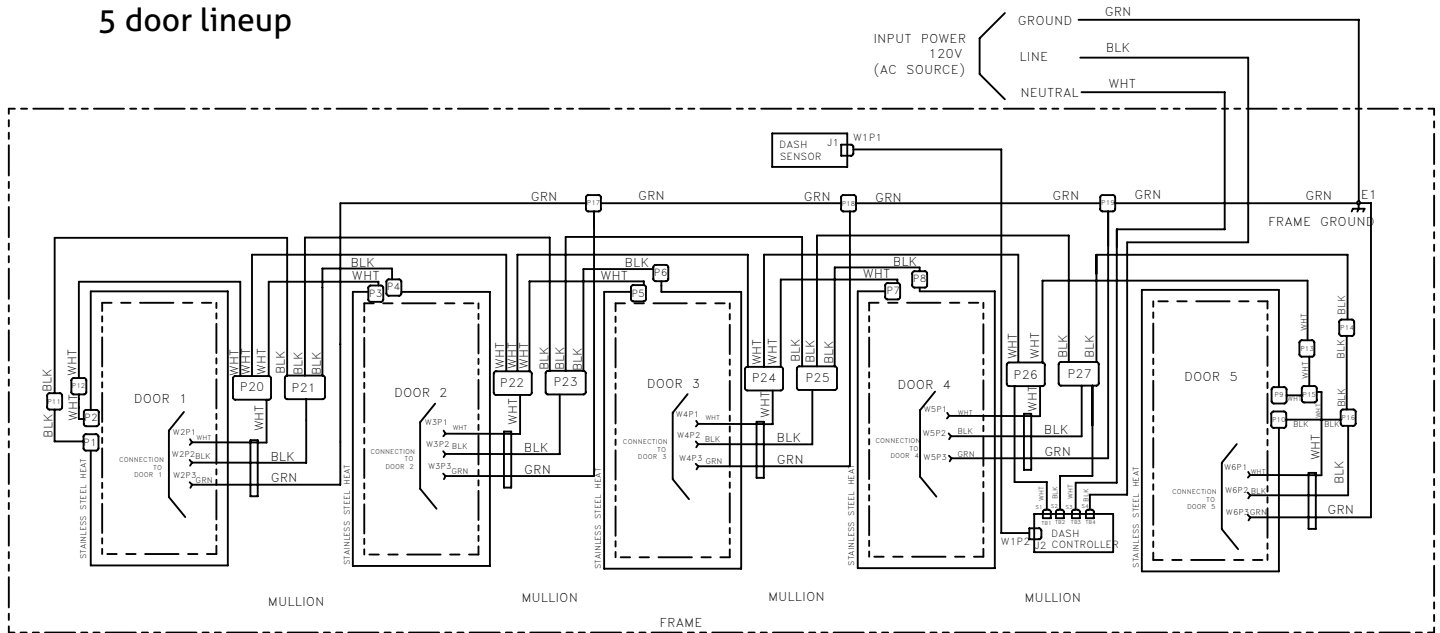 5 door lineup
GROUND
GRN
INPUT POWER
120V
(AC SOURCE)
LINE
BLK
NEUTRAL
WHT
DASH
SENSOR
J1
W1P1
GRN
P17
GRN
GRN
P18
GRN
GRN
P19
GRN
GRN
E1
FRAME GROUND
BLK
WHT
P3
P4
BLK
WHT
P6
P5
BLK
WHT
P8
P7
BLK
P11
WHT
P12
WHT
P2
P1
BLK
WHT
WHT
WHT
BLK
BLK
P20
P21
WHT
WHT
WHT
BLK
BLK
BLK
P22
P23
WHT
WHT
BLK
BLK
P24
P25
WHT
WHT
BLK
BLK
P26
P27
WHT
P13
WHT
BLK
P14
BLK
P9
WHT
P15
P10
BLK
BLK
P16
WHT
BLK
BLK
DOOR 1
W2P1
WHT
W2P2
BLK
BLK
W2P3
GRN
GRN
WHT
CONNECTION
TO
DOOR 1
STAINLESS STEEL HEAT
DOOR 2
W3P1
WHT
W3P2
BLK
BLK
W3P3
GRN
GRN
WHT
CONNECTION
TO
DOOR 2
STAINLESS STEEL HEAT
DOOR 3
W4P1
WHT
W4P2
BLK
BLK
W4P3
GRN
GRN
WHT
CONNECTION
TO
DOOR 3
STAINLESS STEEL HEAT
DOOR 4
W5P1
WHT
W5P2
BLK
BLK
W5P3
GRN
GRN
WHT
CONNECTION
TO
DOOR 4
STAINLESS STEEL HEAT
DOOR 5
W6P1
WHT
W6P2
BLK
W6P3
GRN
GRN
CONNECTION
TO
DOOR 5
STAINLESS STEEL HEAT
WHT
BLK
WHT
BLK
S1
S2
S3
S4
TB1
TB2
TB3
TB4
W1P2
J2
DASH
CONTROLLER
MULLION
MULLION
MULLION
MULLION
FRAME